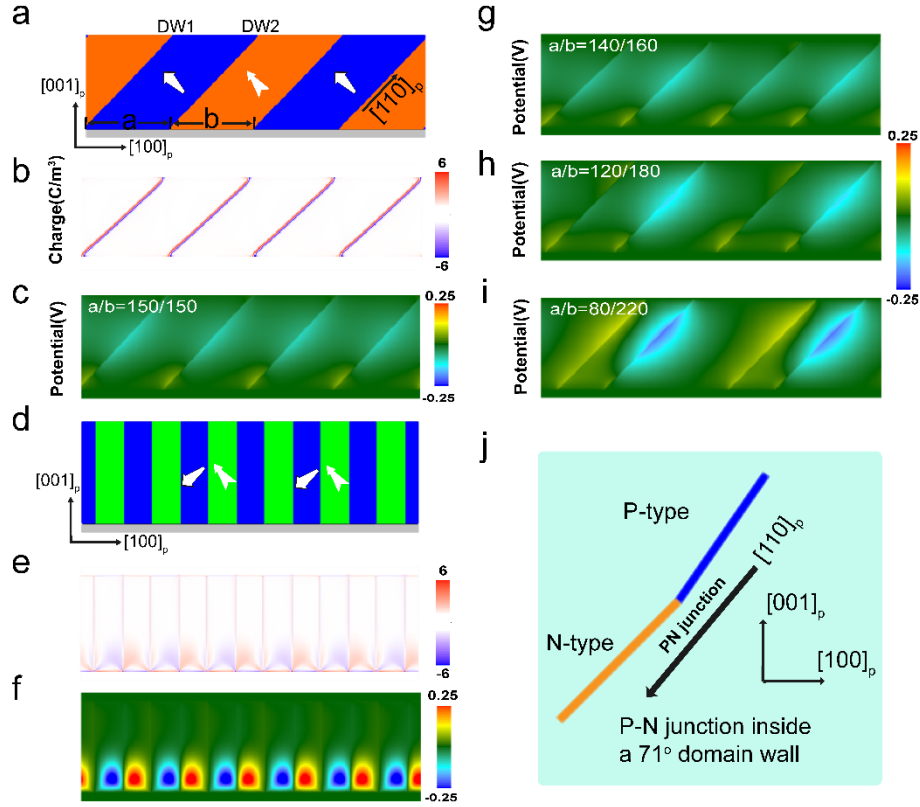 a
DW1 DW2
[001]p
a b
[110]p
[100]p
b
Charge(C/m³)
6
-6
c
Potential(V)
a/b=150/150
0.25
-0.25
d
[001]p
[100]p
e
6
-6
f
0.25
-0.25
g
Potential(V)
a/b=140/160
h
Potential(V)
a/b=120/180
0.25
-0.25
i
Potential(V)
a/b=80/220
j
P-type
[110]p
PN junction
N-type
[001]p
[100]p
P-N junction inside
a 71° domain wall